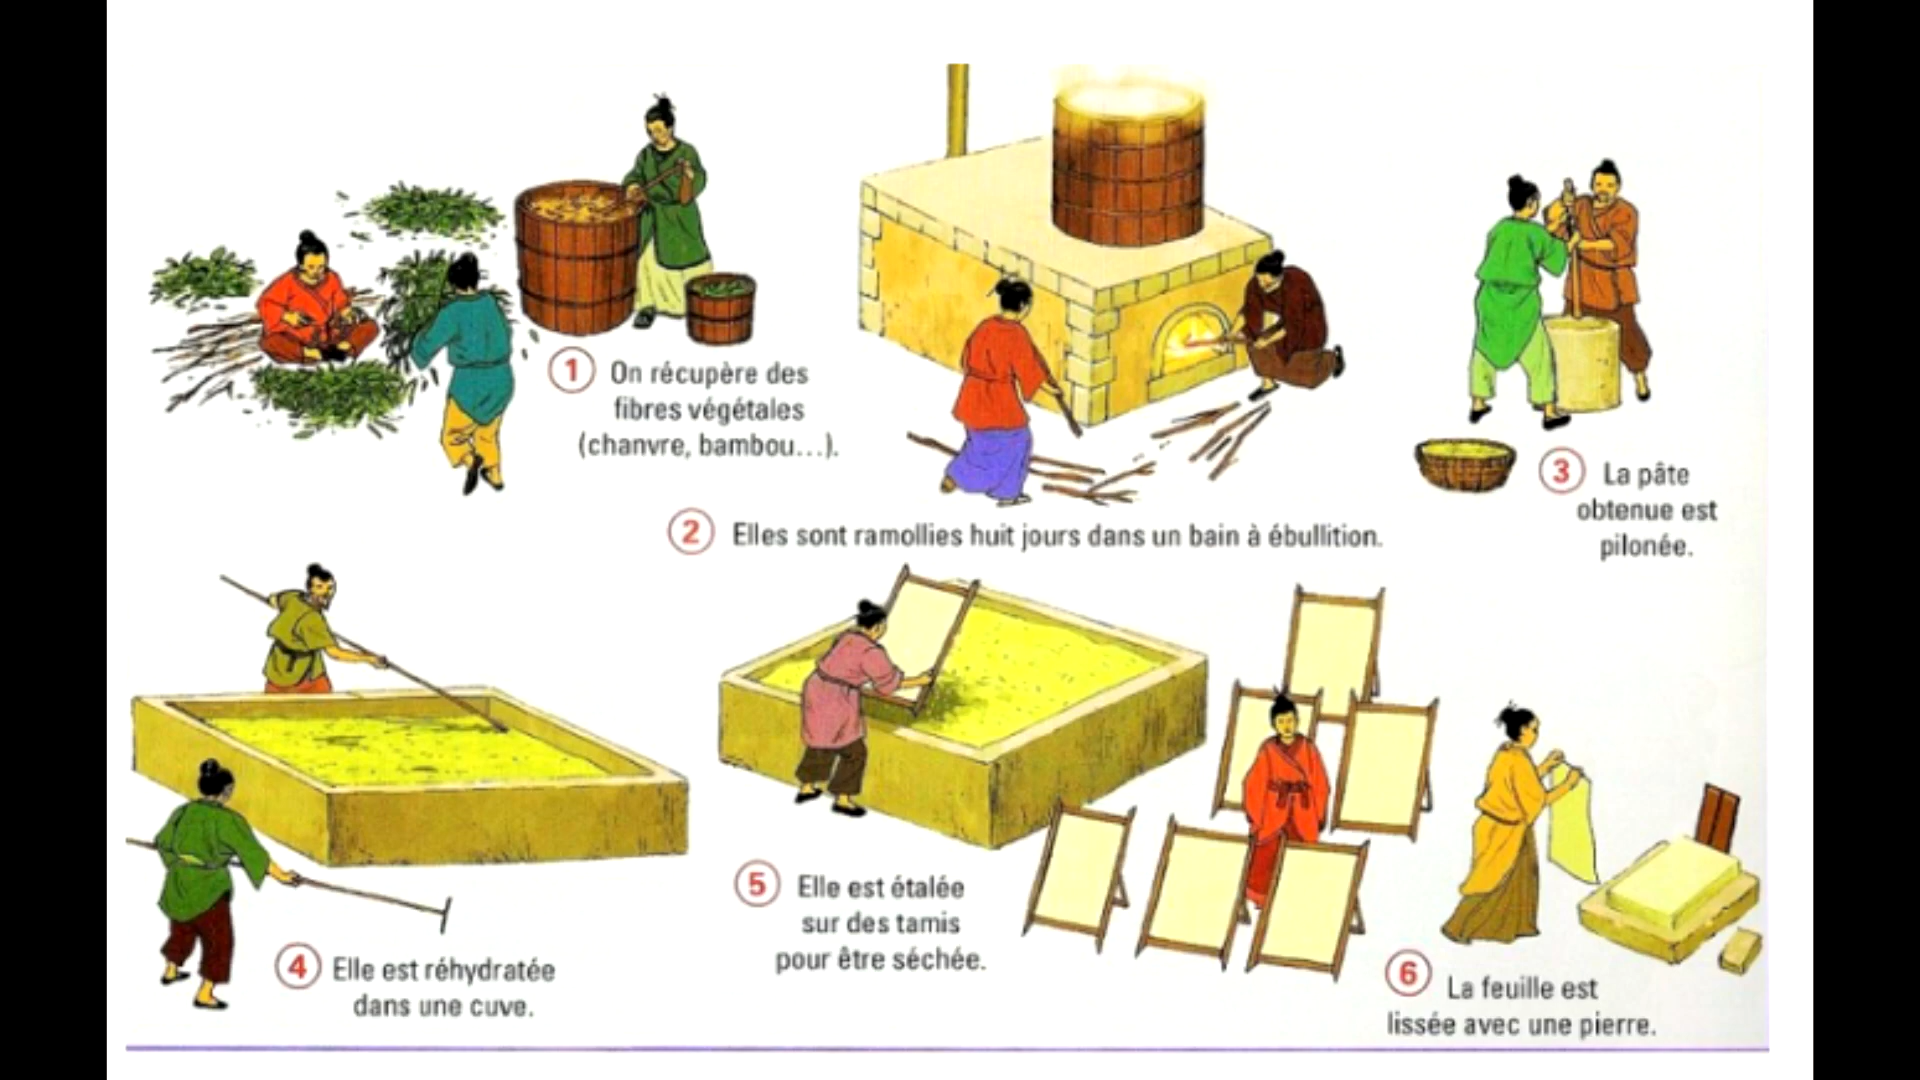 1 On récupère des
fibres végétales
(chanvre, bambou...).
2 Elles sont ramollies huit jours dans un bain à ébullition.
3 La pâte
obtenue est
pilonée.
4 Elle est réhydratée
dans une cuve.
5 Elle est étalée
sur des tamis
pour être séchée.
6 La feuille est
lissée avec une pierre.